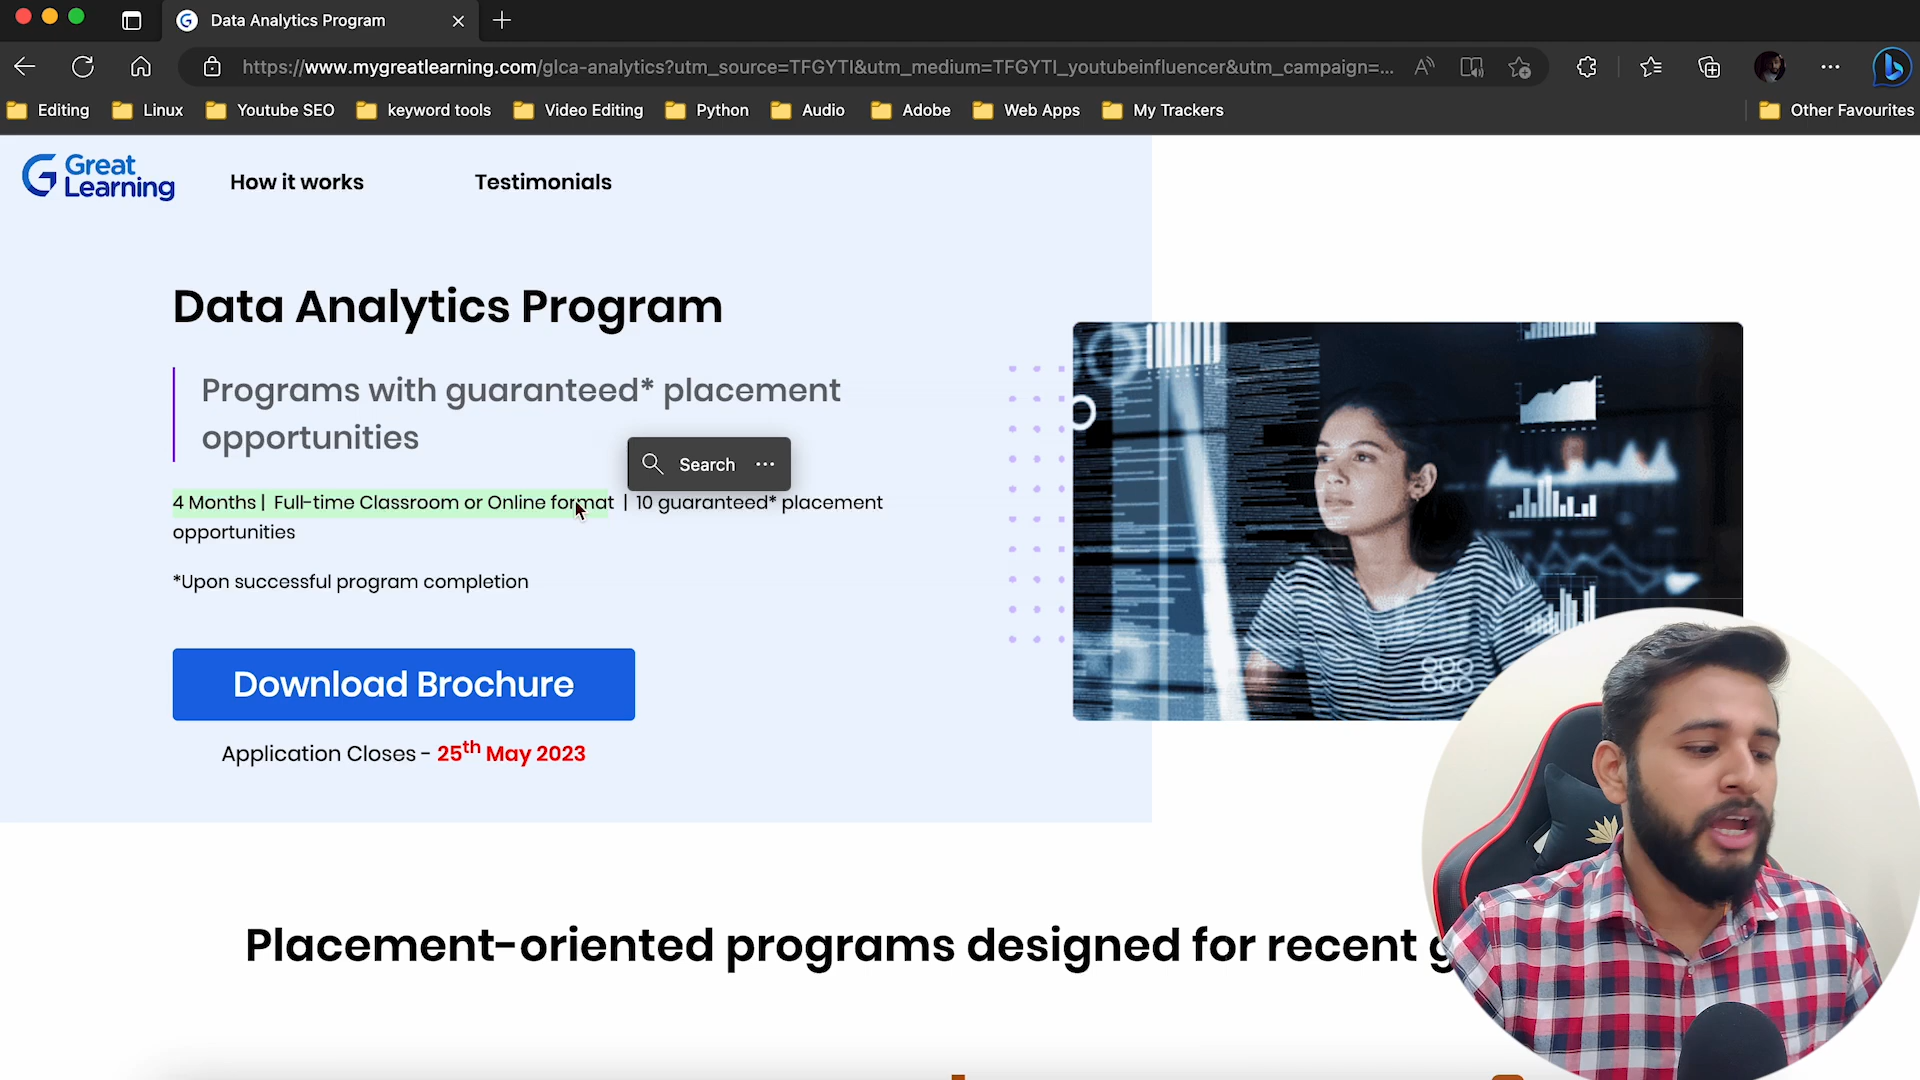 Data Analytics Program
https://www.mygreatlearning.com/glca-analytics?utm_source=TFGYTI&utm_medium=TFGYTI_youtubeinfluencer&utm_campaign=...
Editing Linux Youtube SEO keyword tools Video Editing Python Audio Adobe Web Apps My Trackers Other Favourites
Great
Learning
How it works Testimonials
Data Analytics Program
Programs with guaranteed* placement
opportunities
Search ...
4 Months | Full-time Classroom or Online format | 10 guaranteed* placement
opportunities
*Upon successful program completion
Download Brochure
Application Closes - 25th May 2023
Placement-oriented programs designed for recent g